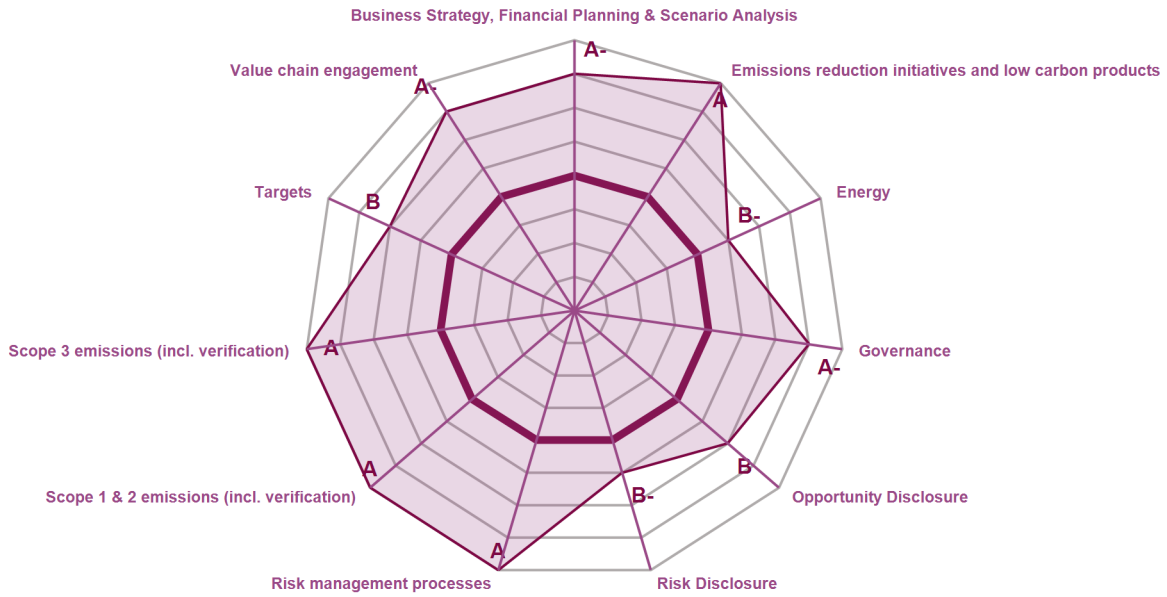 Business Strategy, Financial Planning & Scenario Analysis
A-
Value chain engagement
A-
Emissions reduction initiatives and low carbon products
A
Targets
B
B-
Energy
Scope 3 emissions (incl. verification)
A
Governance
A-
Scope 1 & 2 emissions (incl. verification)
A
B
Opportunity Disclosure
B-
A
Risk management processes
Risk Disclosure